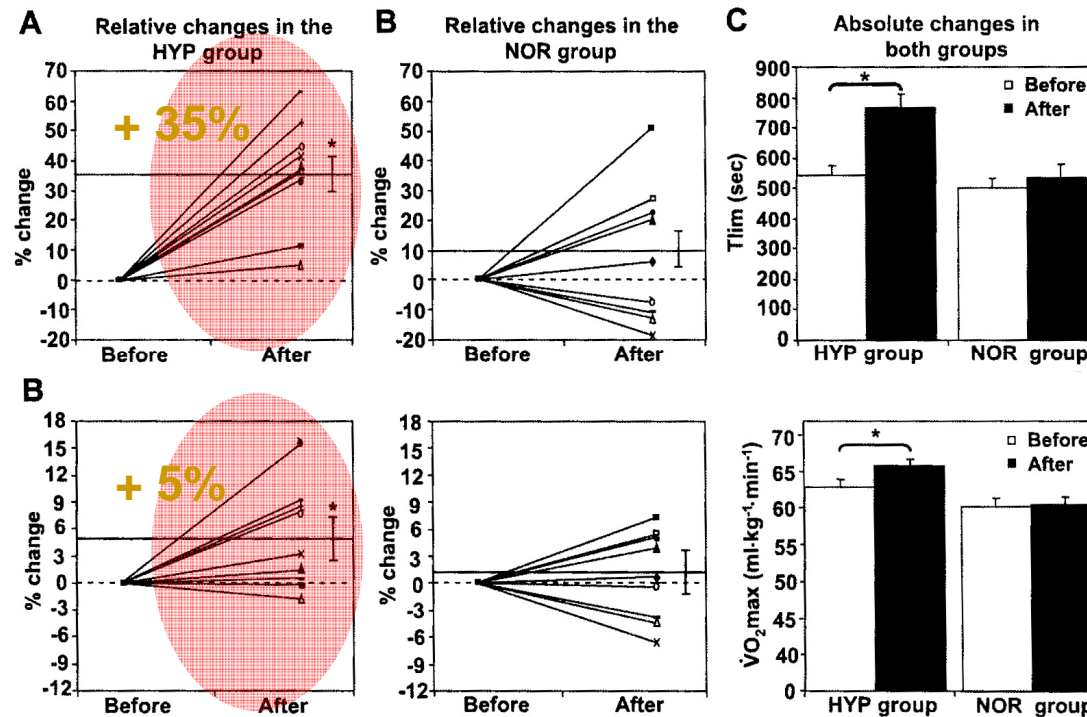 A
Relative changes in the
HYP group
% change
70
60
50
40
30
20
10
0
-10
-20
+ 35%
*
Before
After
B
Relative changes in the
NOR group
% change
70
60
50
40
30
20
10
0
-10
-20
Before
After
C
Absolute changes in
both groups
Tlim (sec)
900
800
700
600
500
400
300
200
100
0
*
Before
After
HYP group
NOR group
B
% change
18
15
12
9
6
3
0
-3
-6
-9
-12
+ 5%
*
Before
After
% change
18
15
12
9
6
3
0
-3
-6
-9
-12
Before
After
V̇O₂max (ml·kg⁻¹·min⁻¹)
70
65
60
55
50
45
40
0
*
Before
After
HYP group
NOR group